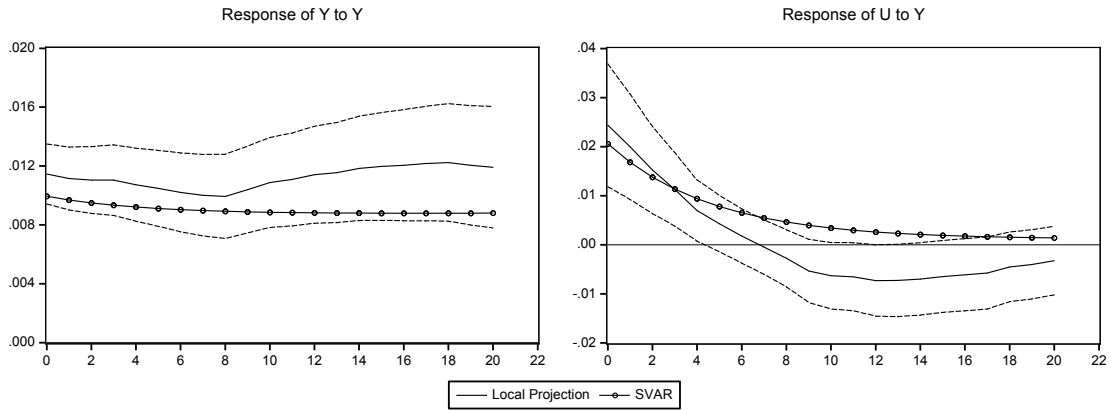 Response of Y to Y
.020
.016
.012
.008
.004
.000
0 2 4 6 8 10 12 14 16 18 20 22
Response of U to Y
.04
.03
.02
.01
.00
-.01
-.02
0 2 4 6 8 10 12 14 16 18 20 22
Local Projection SVAR